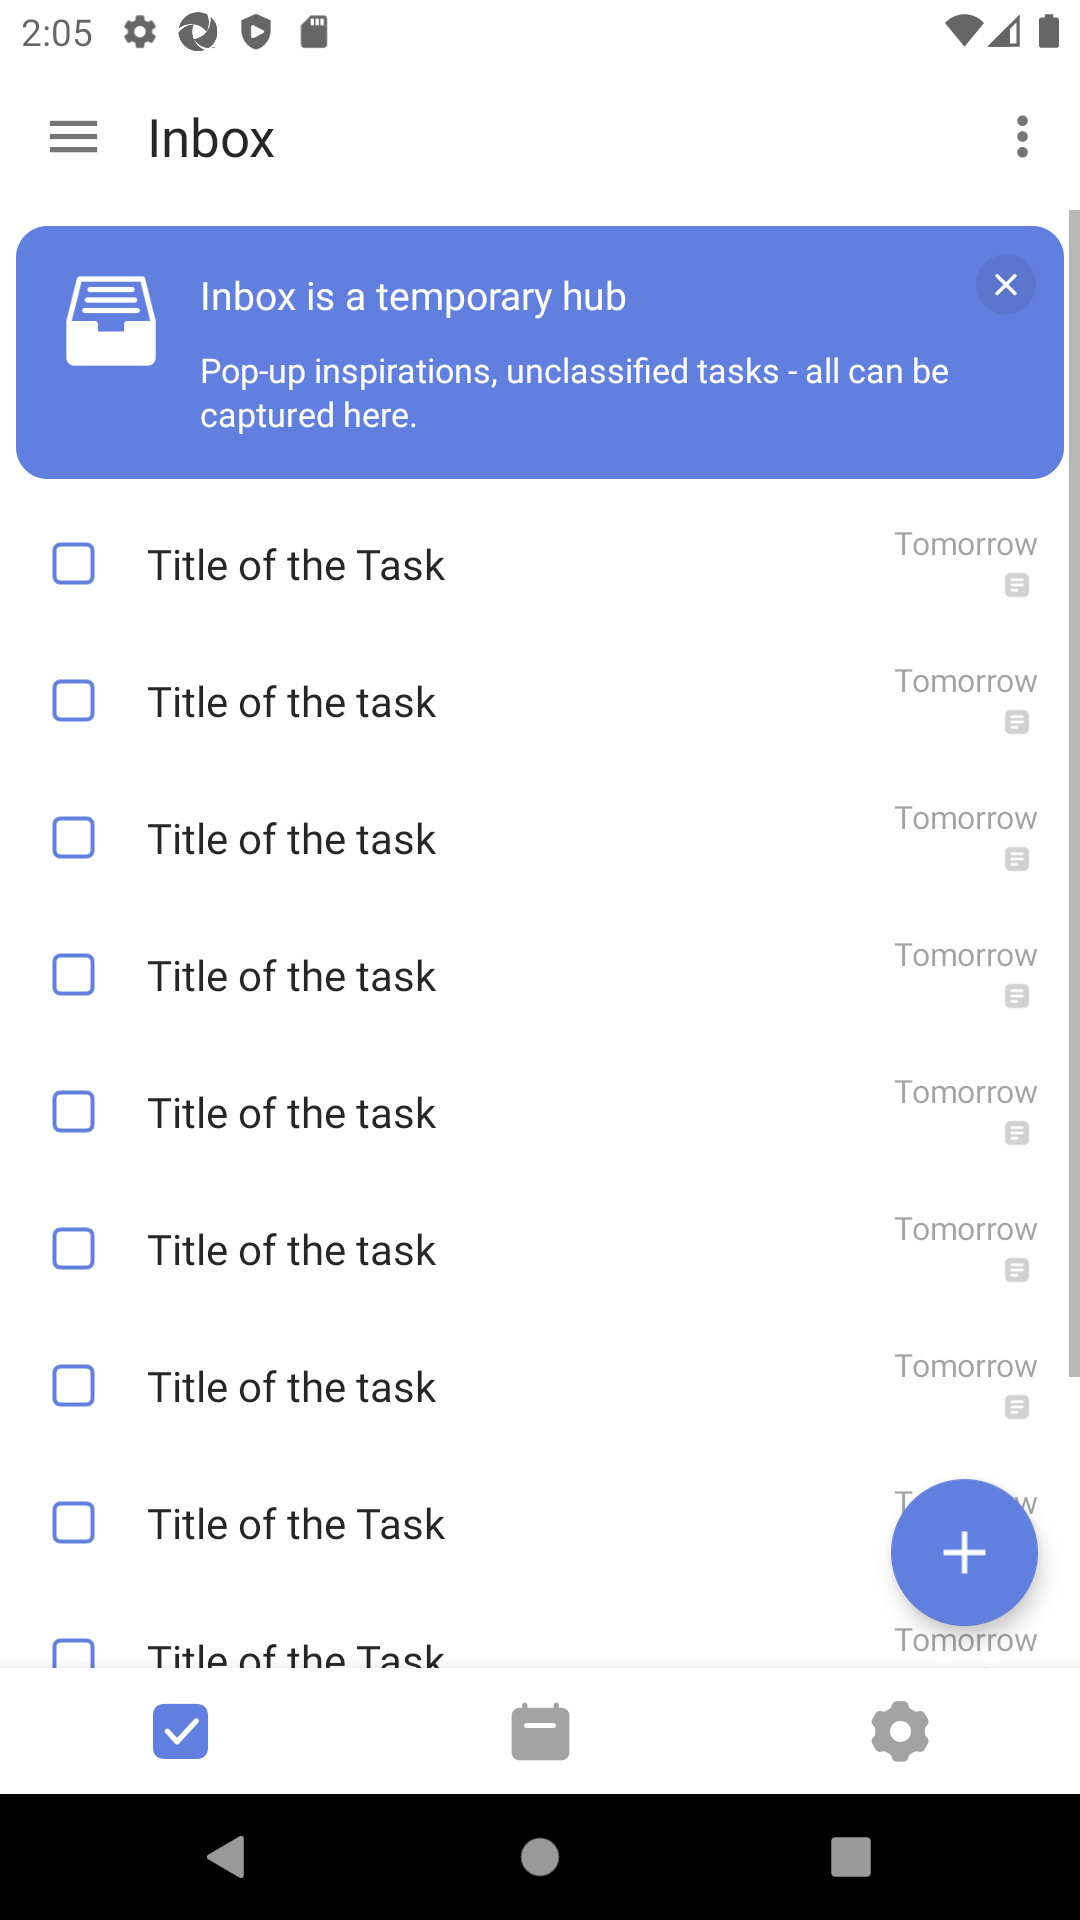 2:05
Inbox
Inbox is a temporary hub
Pop-up inspirations, unclassified tasks - all can be
captured here.
Title of the Task
Tomorrow
Title of the task
Tomorrow
Title of the task
Tomorrow
Title of the task
Tomorrow
Title of the task
Tomorrow
Title of the task
Tomorrow
Title of the task
Tomorrow
Title of the Task
Title of the Task
Tomorrow